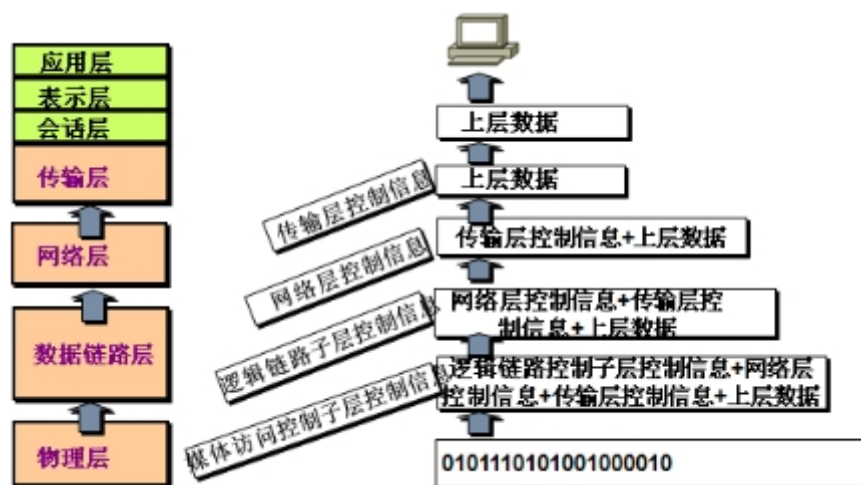 应用层
表示层
会话层
传输层
网络层
数据链路层
物理层
上层数据
传输层控制信息
上层数据
网络层控制信息
传输层控制信息+上层数据
逻辑链路子层控制信息
网络层控制信息+传输层控
制信息+上层数据
媒体访问控制子层控制信息
逻辑链路控制子层控制信息+网络层
控制信息+传输层控制信息+上层数据
0101110101001000010